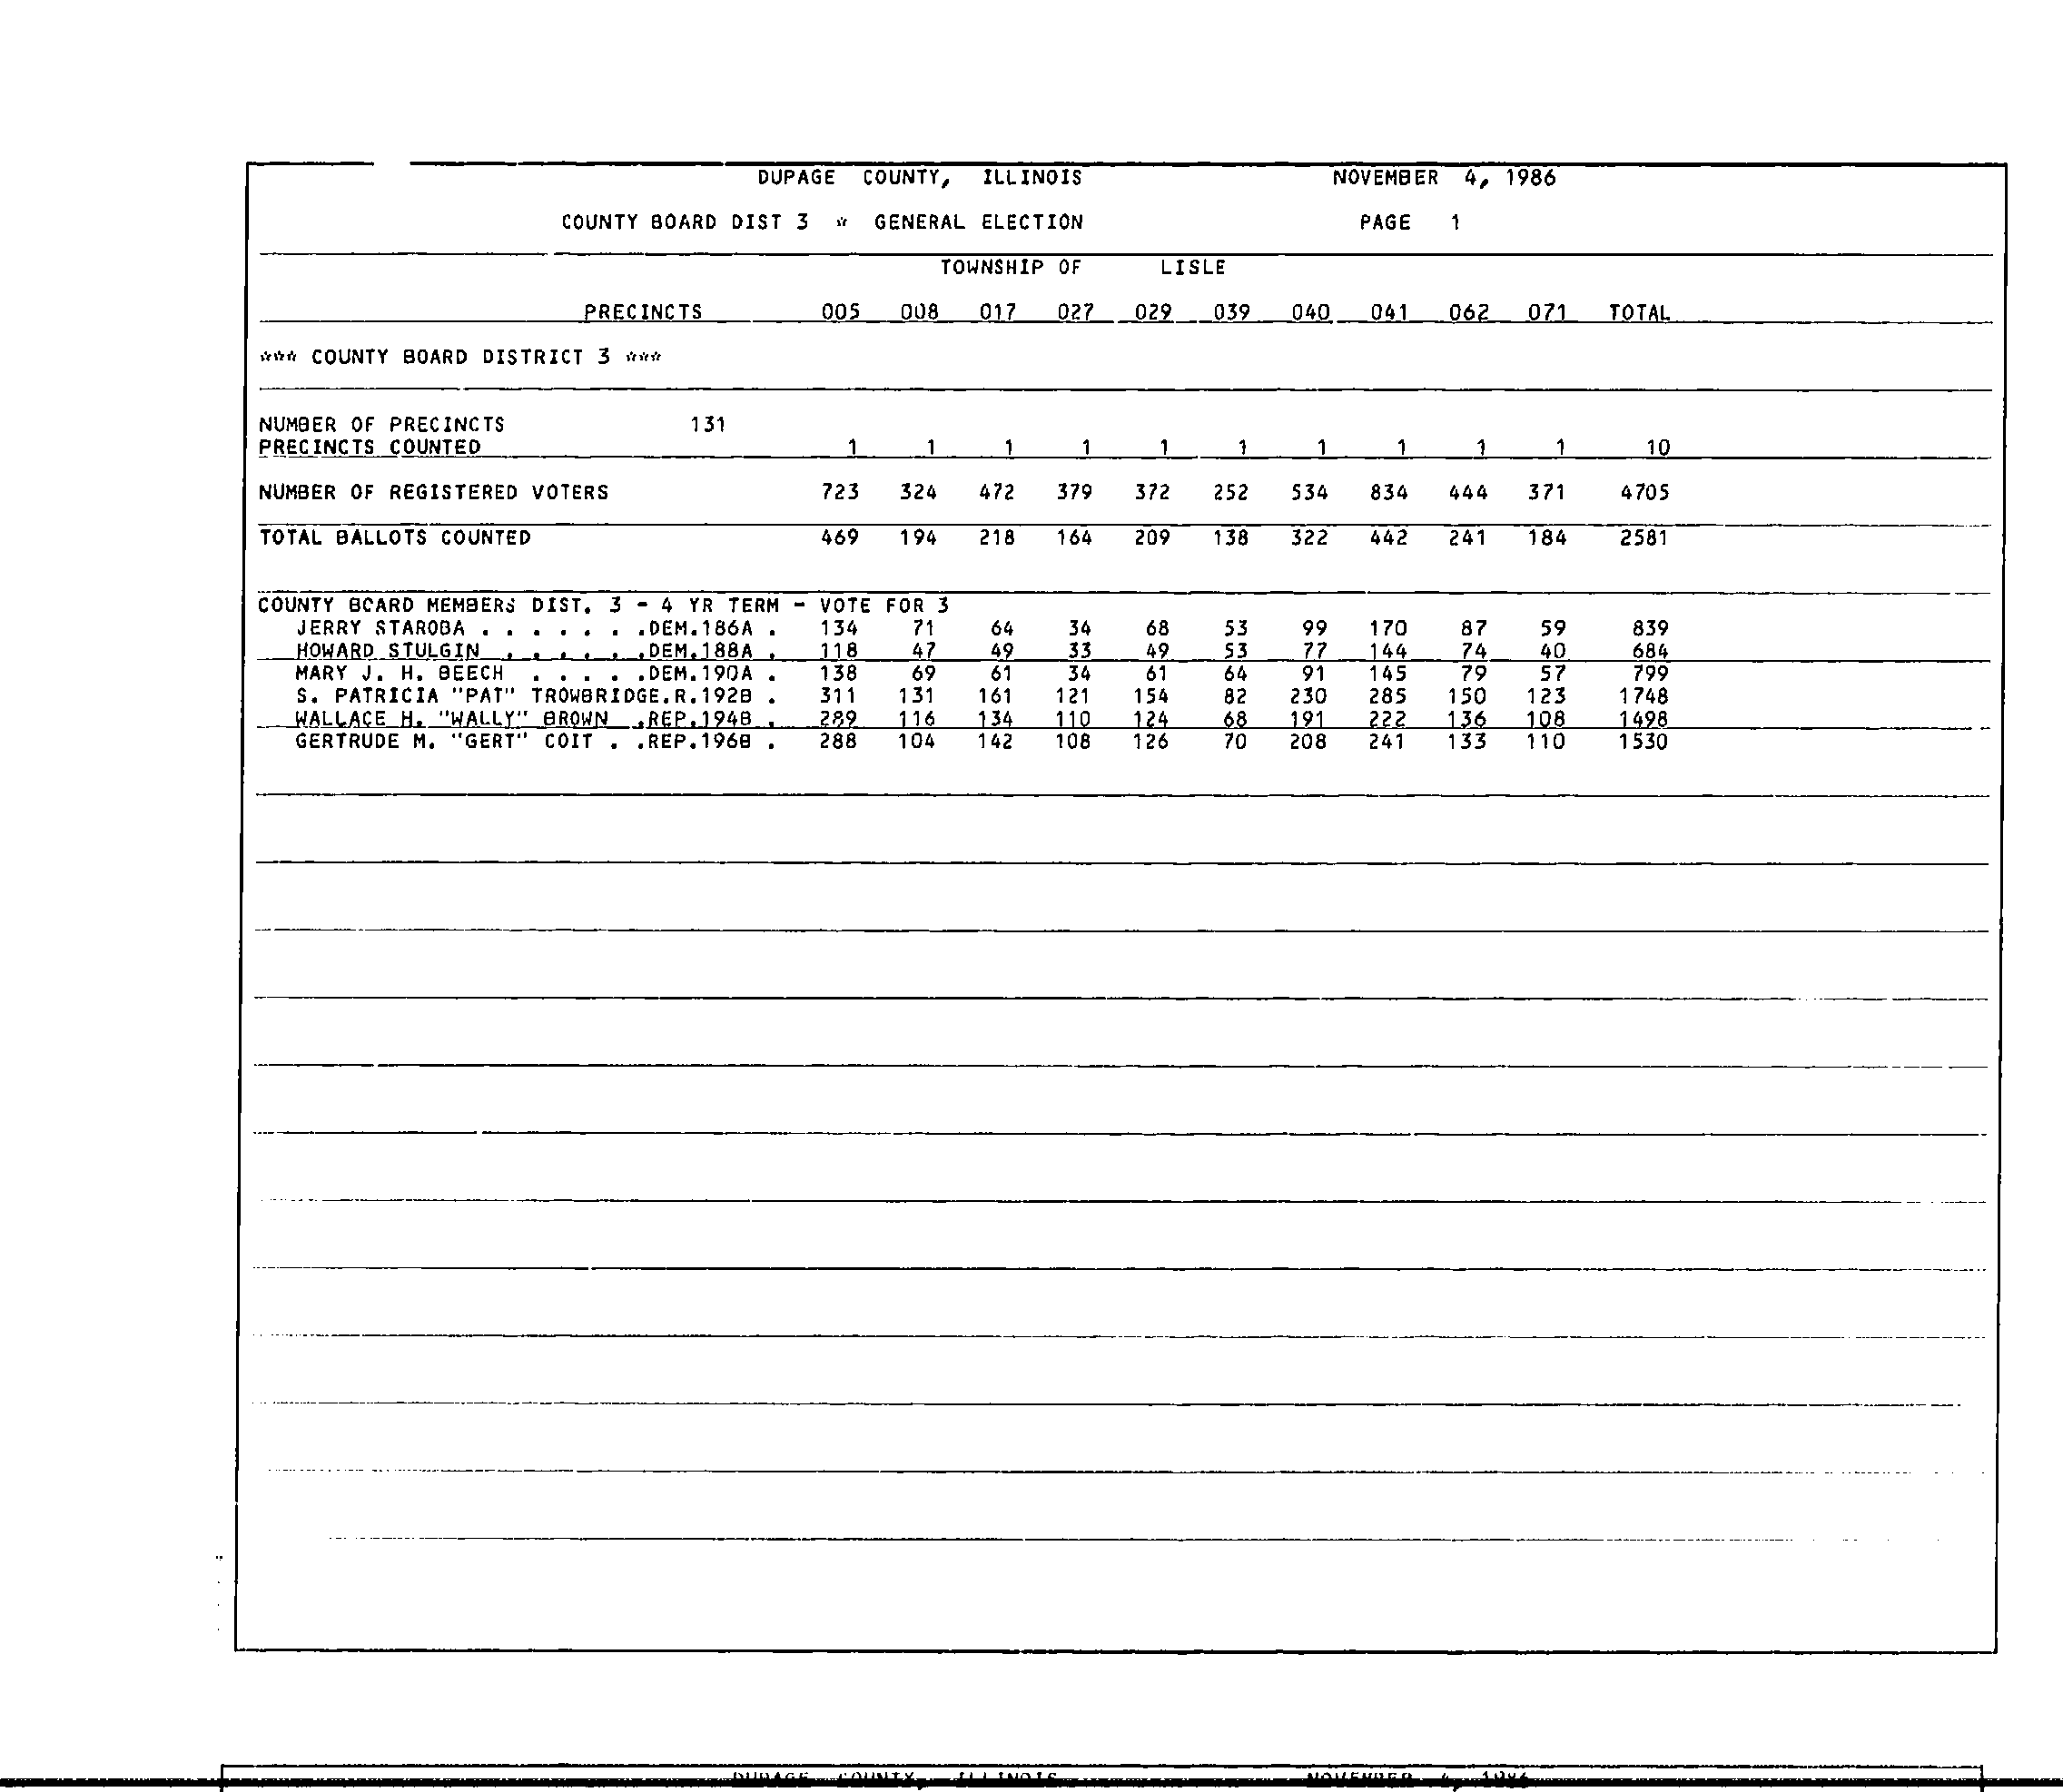 DUPAGE COUNTY, ILLINOIS NOVEMBER 4, 1986
COUNTY BOARD DIST 3 * GENERAL ELECTION PAGE 1
TOWNSHIP OF LISLE
PRECINCTS 005 008 017 027 029 039 040 041 062 071 TOTAL
*** COUNTY BOARD DISTRICT 3 ***
NUMBER OF PRECINCTS 131
PRECINCTS COUNTED 1 1 1 1 1 1 1 1 1 1 10
NUMBER OF REGISTERED VOTERS 723 324 472 379 372 252 534 834 444 371 4705
TOTAL BALLOTS COUNTED 469 194 218 164 209 138 322 442 241 184 2581
COUNTY BOARD MEMBERS DIST. 3 - 4 YR TERM - VOTE FOR 3
JERRY STAROBA . . . . . . .DEM.186A . 134 71 64 34 68 53 99 170 87 59 839
HOWARD STULGIN . . . . . .DEM.188A . 118 47 49 33 49 53 77 144 74 40 684
MARY J. H. BEECH . . . . .DEM.190A . 138 69 61 34 61 64 91 145 79 57 799
S. PATRICIA "PAT" TROWBRIDGE.R.192B . 311 131 161 121 154 82 230 285 150 123 1748
WALLACE H. "WALLY" BROWN .REP.194B . 289 116 134 110 124 68 191 222 136 108 1498
GERTRUDE M. "GERT" COIT . .REP.196B . 288 104 142 108 126 70 208 241 133 110 1530
DUPAGE COUNTY, ILLINOIS NOVEMBER 4, 1986